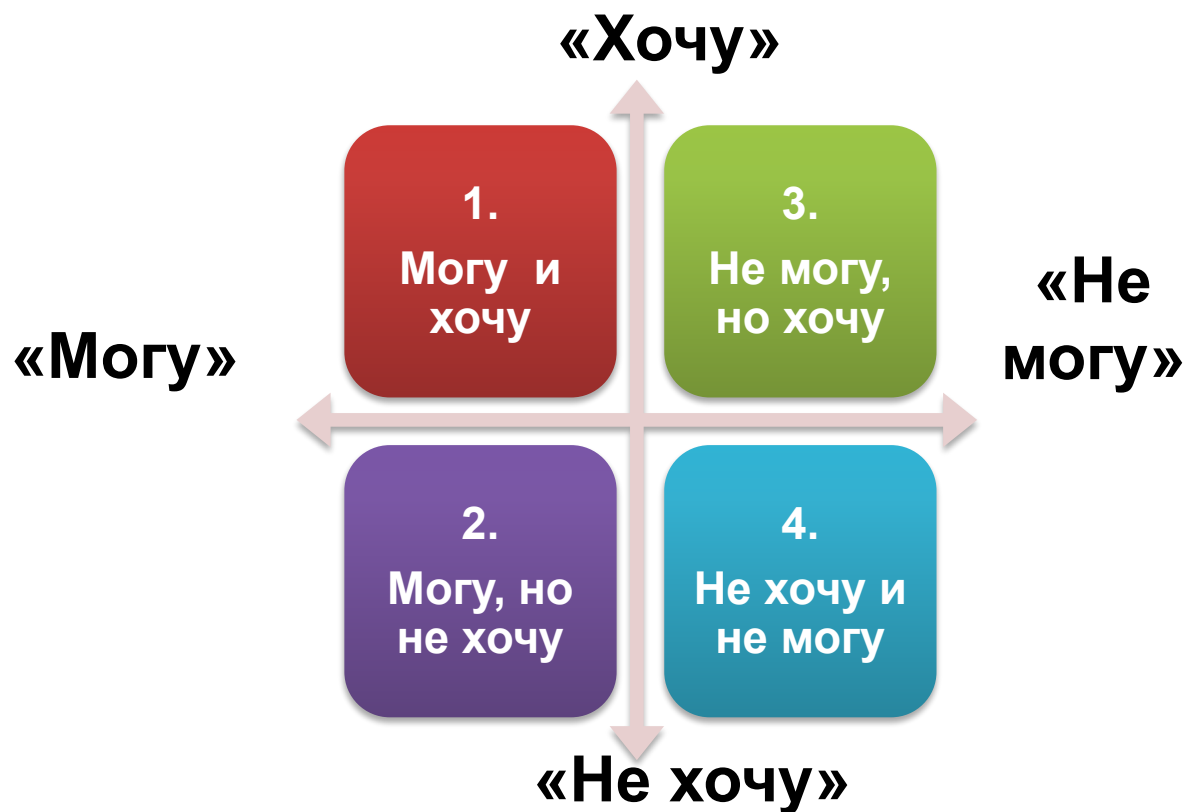 «Хочу»
1.
Могу и
хочу
3.
Не могу,
но хочу
«Могу»
«Не
могу»
2.
Могу, но
не хочу
4.
Не хочу и
не могу
«Не хочу»